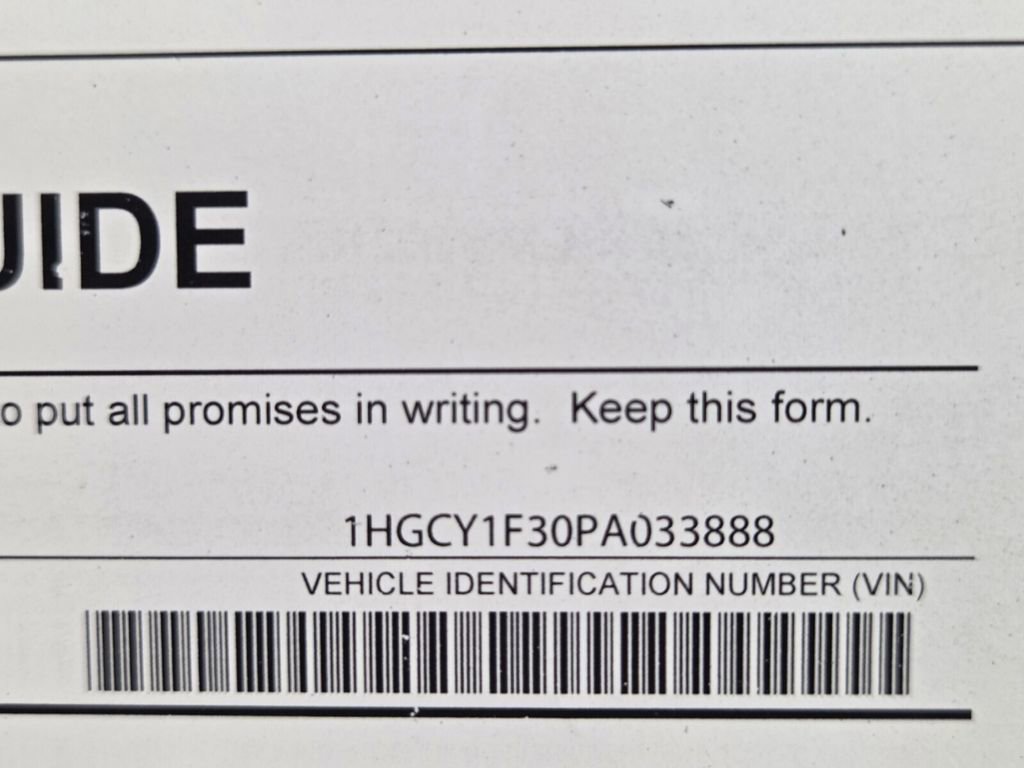 UIDE
o put all promises in writing.  Keep this form.
1HGCY1F30PA033888
VEHICLE IDENTIFICATION NUMBER (VIN)